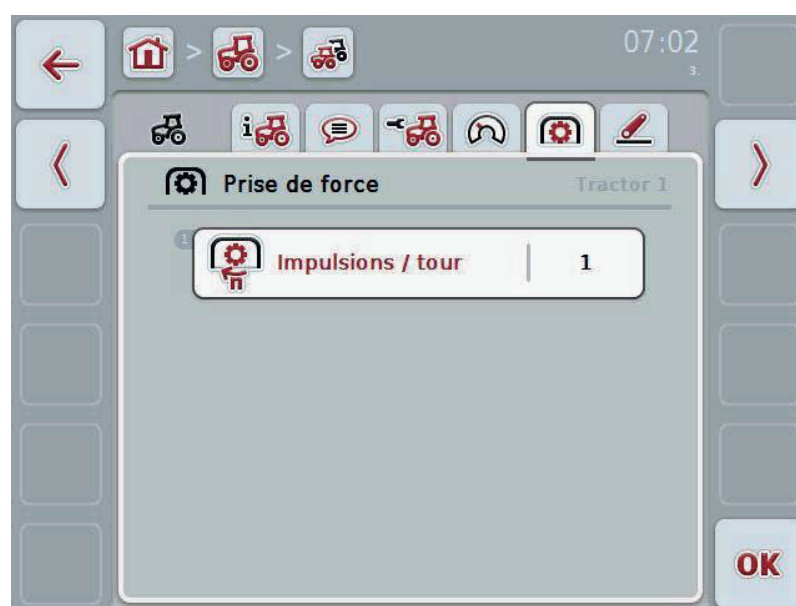 > >
07:02
3.
i
Prise de force
Tractor 1
1
n
Impulsions / tour
1
OK